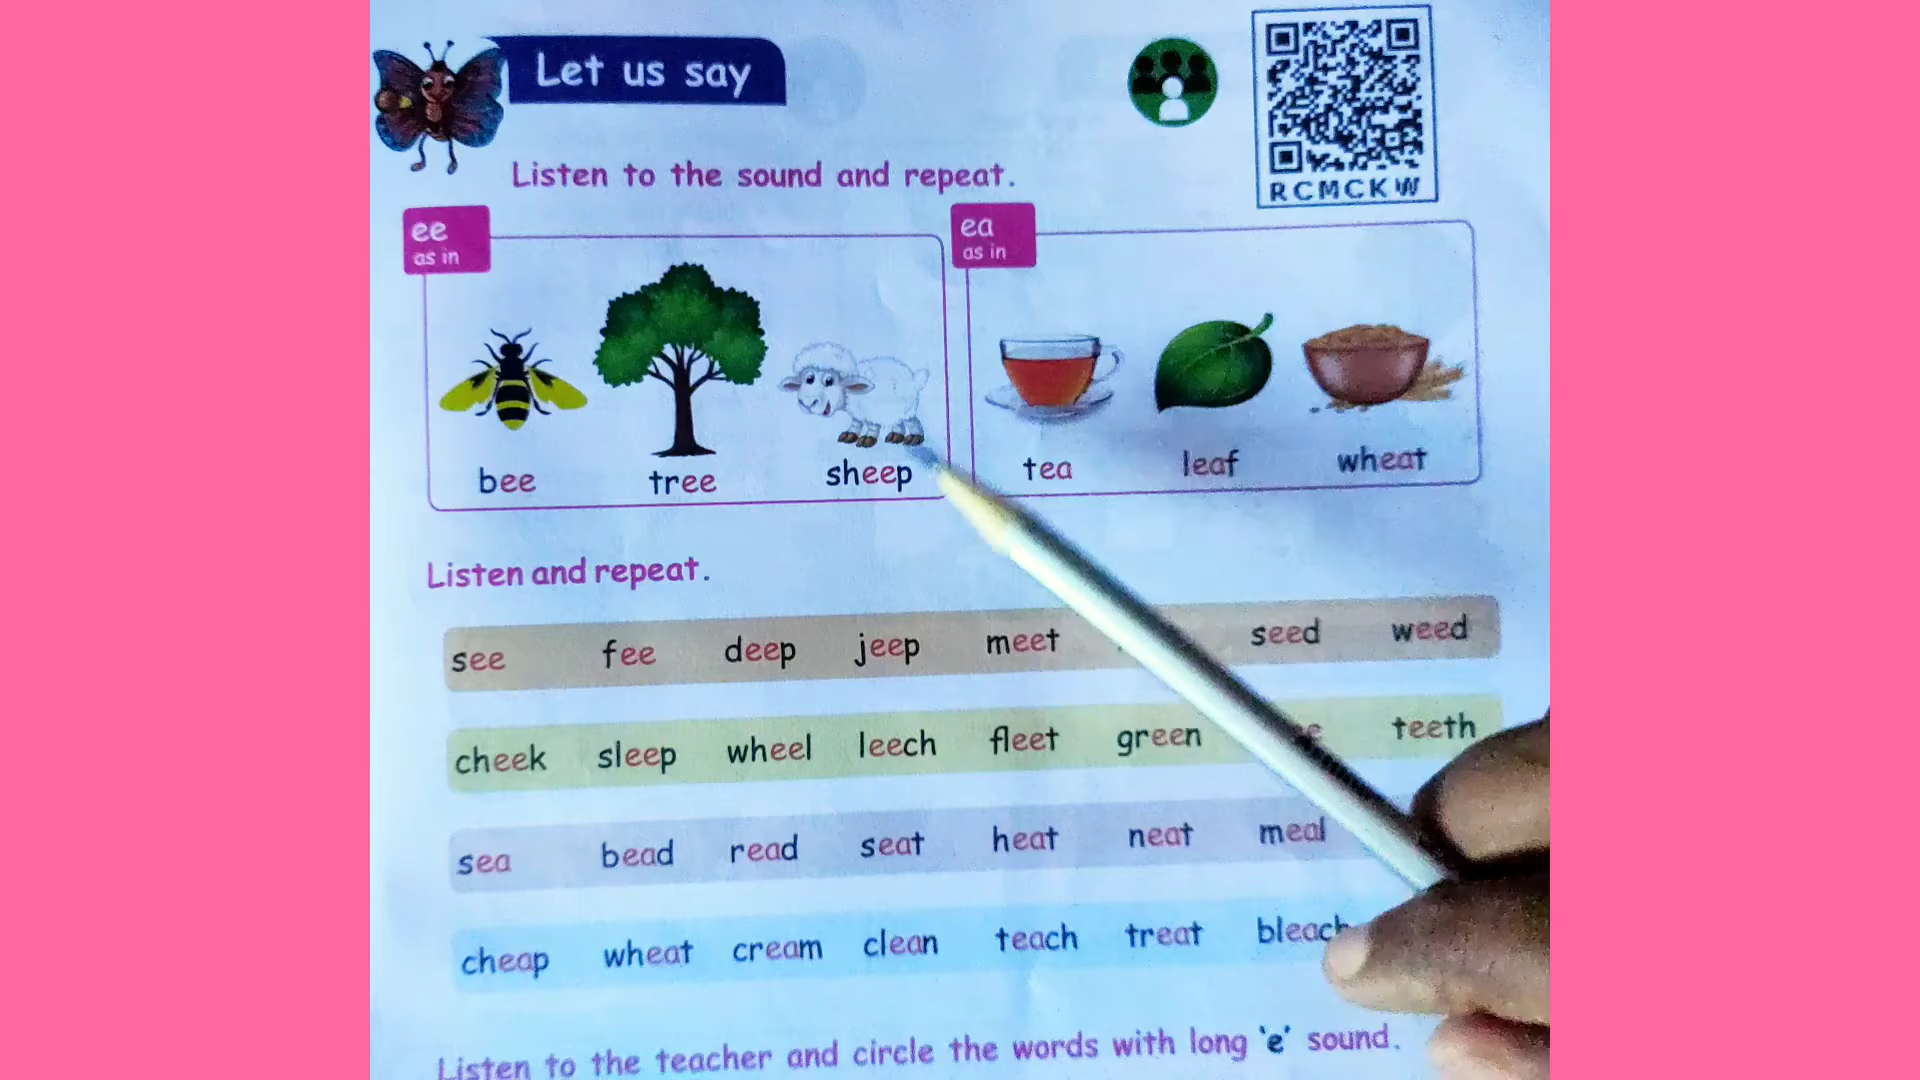 Let us say
RCMCKW
Listen to the sound and repeat.
ee
as in
ea
as in
bee tree sheep
tea leaf wheat
Listen and repeat.
see fee deep jeep meet seed weed
cheek sleep wheel leech fleet green teeth
sea bead read seat heat neat meal
cheap wheat cream clean teach treat bleach
Listen to the teacher and circle the words with long 'e' sound.